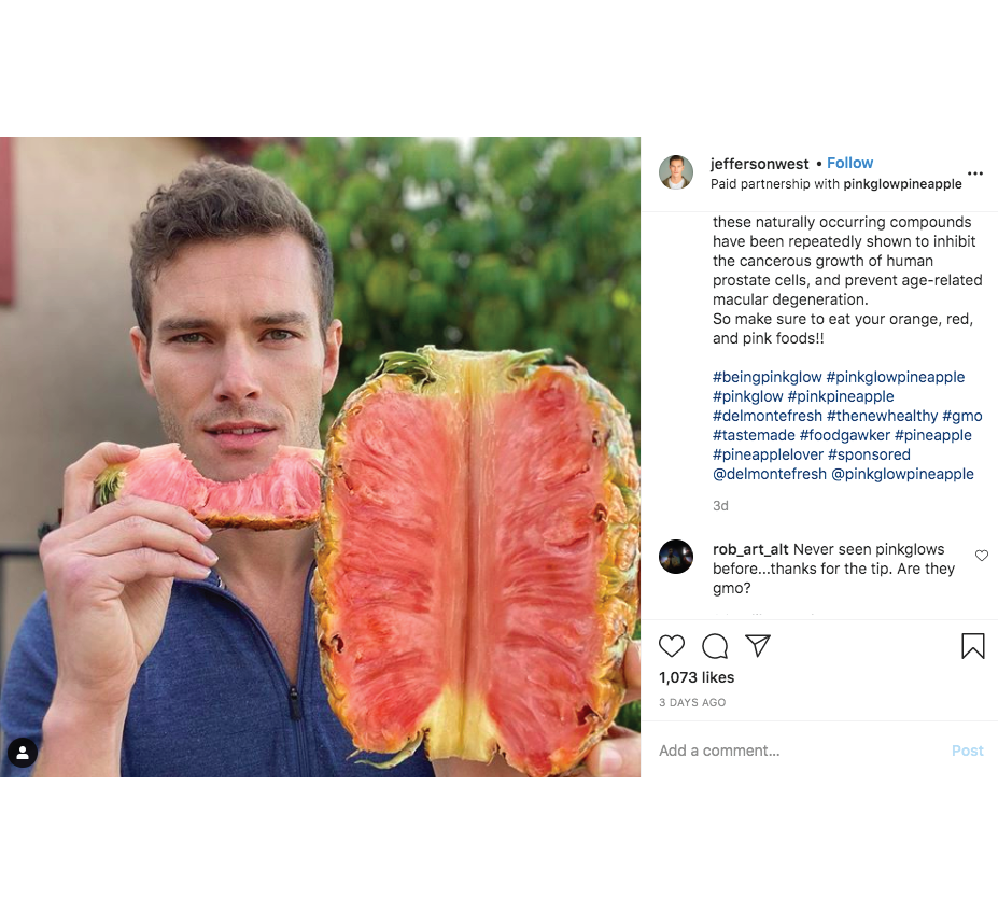 jeffersonwest • Follow
Paid partnership with pinkglowpineapple
these naturally occurring compounds
have been repeatedly shown to inhibit
the cancerous growth of human
prostate cells, and prevent age-related
macular degeneration.
So make sure to eat your orange, red,
and pink foods!!
#beingpinkglow #pinkglowpineapple
#pinkglow #pinkpineapple
#delmontefresh #thenewhealthy #gmo
#tastemade #foodgawker #pineapple
#pineapplelover #sponsored
@delmontefresh @pinkglowpineapple
3d
rob_art_alt Never seen pinkglows
before...thanks for the tip. Are they
gmo?
1,073 likes
3 DAYS AGO
Add a comment...
Post